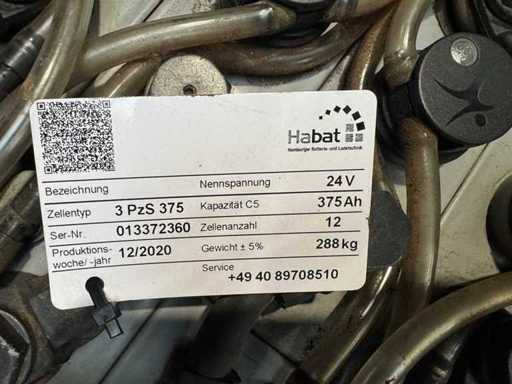 Habat
Hamburger Batterie- und Ladetechnik
Bezeichnung
Nennspannung 24 V
Zellentyp 3 PzS 375 Kapazität C5 375 Ah
Ser-Nr. 013372360 Zellenanzahl 12
Produktions-
woche/ -jahr 12/2020 Gewicht ± 5% 288 kg
Service
+49 40 89708510